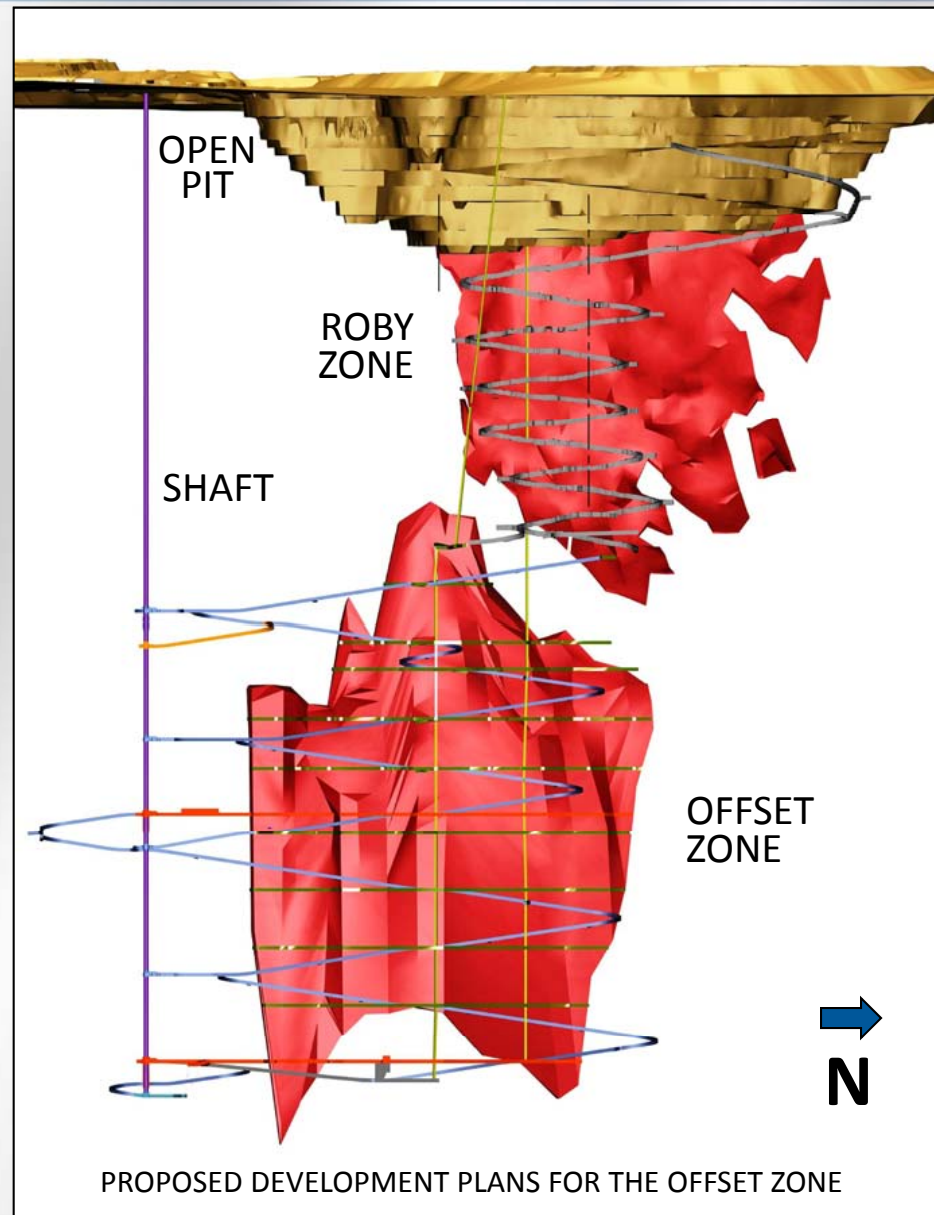 OPEN
PIT
ROBY
ZONE
SHAFT
OFFSET
ZONE
N
PROPOSED DEVELOPMENT PLANS FOR THE OFFSET ZONE